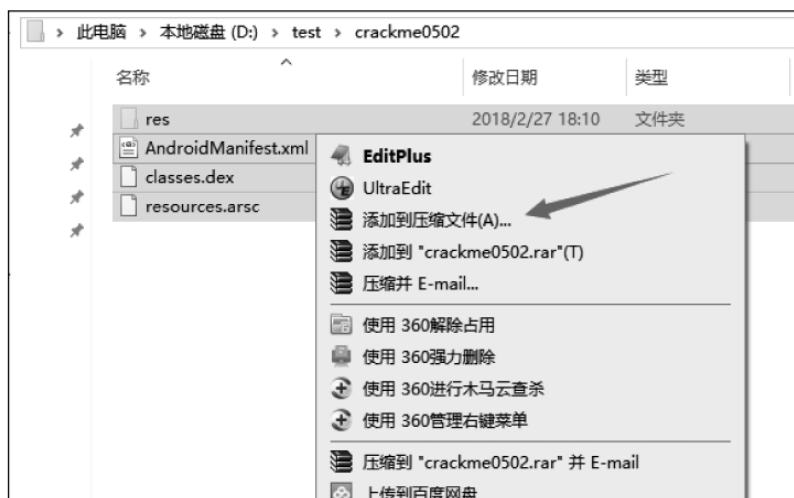 此电脑 > 本地磁盘 (D:) > test > crackme0502
名称 修改日期 类型
res 2018/2/27 18:10 文件夹
AndroidManifest.xml
classes.dex
resources.arsc
EditPlus
UltraEdit
添加到压缩文件(A)...
添加到 "crackme0502.rar"(T)
压缩并 E-mail...
使用 360解除占用
使用 360强力删除
使用 360进行木马云查杀
使用 360管理右键菜单
压缩到 "crackme0502.rar" 并 E-mail
上传到百度网盘